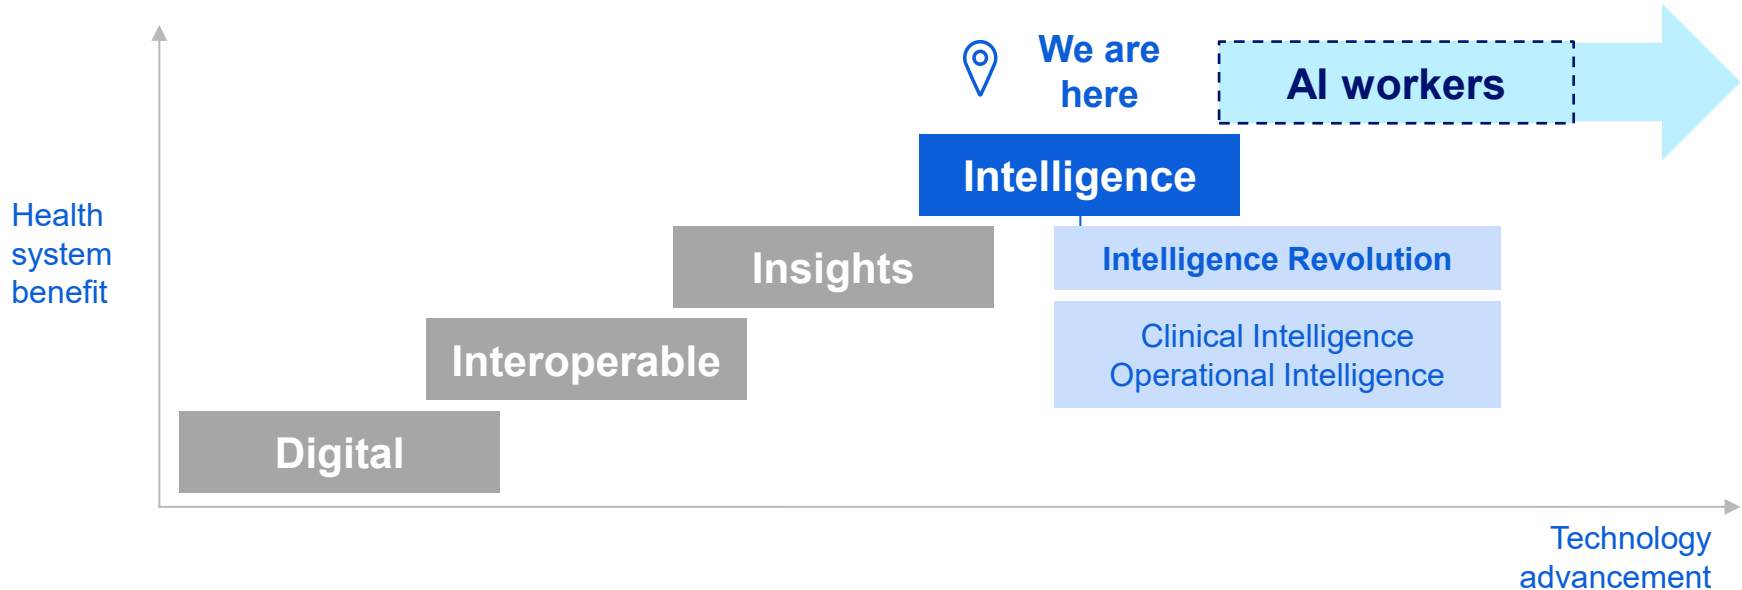 We are
here
AI workers
Intelligence
Health
system
benefit
Insights
Intelligence Revolution
Interoperable
Clinical Intelligence
Operational Intelligence
Digital
Technology
advancement